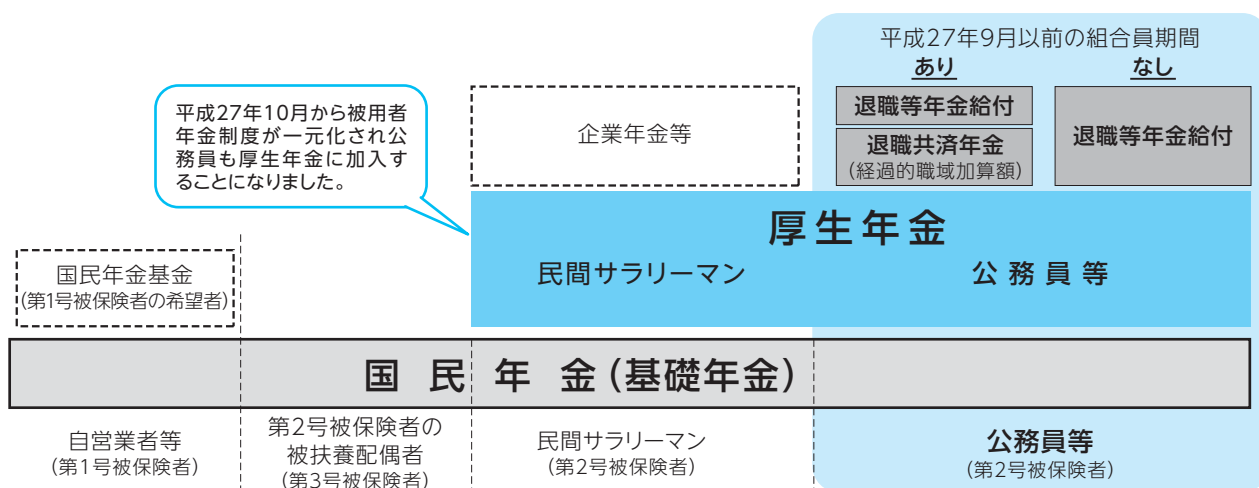 平成27年9月以前の組合員期間
あり
なし
平成27年10月から被用者
年金制度が一元化され公
務員も厚生年金に加入す
ることになりました。
企業年金等
退職等年金給付
退職共済年金
(経過的職域加算額)
退職等年金給付
厚生年金
民間サラリーマン
公務員等
国民年金基金
(第1号被保険者の希望者)
国民年金(基礎年金)
自営業者等
(第1号被保険者)
第2号被保険者の
被扶養配偶者
(第3号被保険者)
民間サラリーマン
(第2号被保険者)
公務員等
(第2号被保険者)